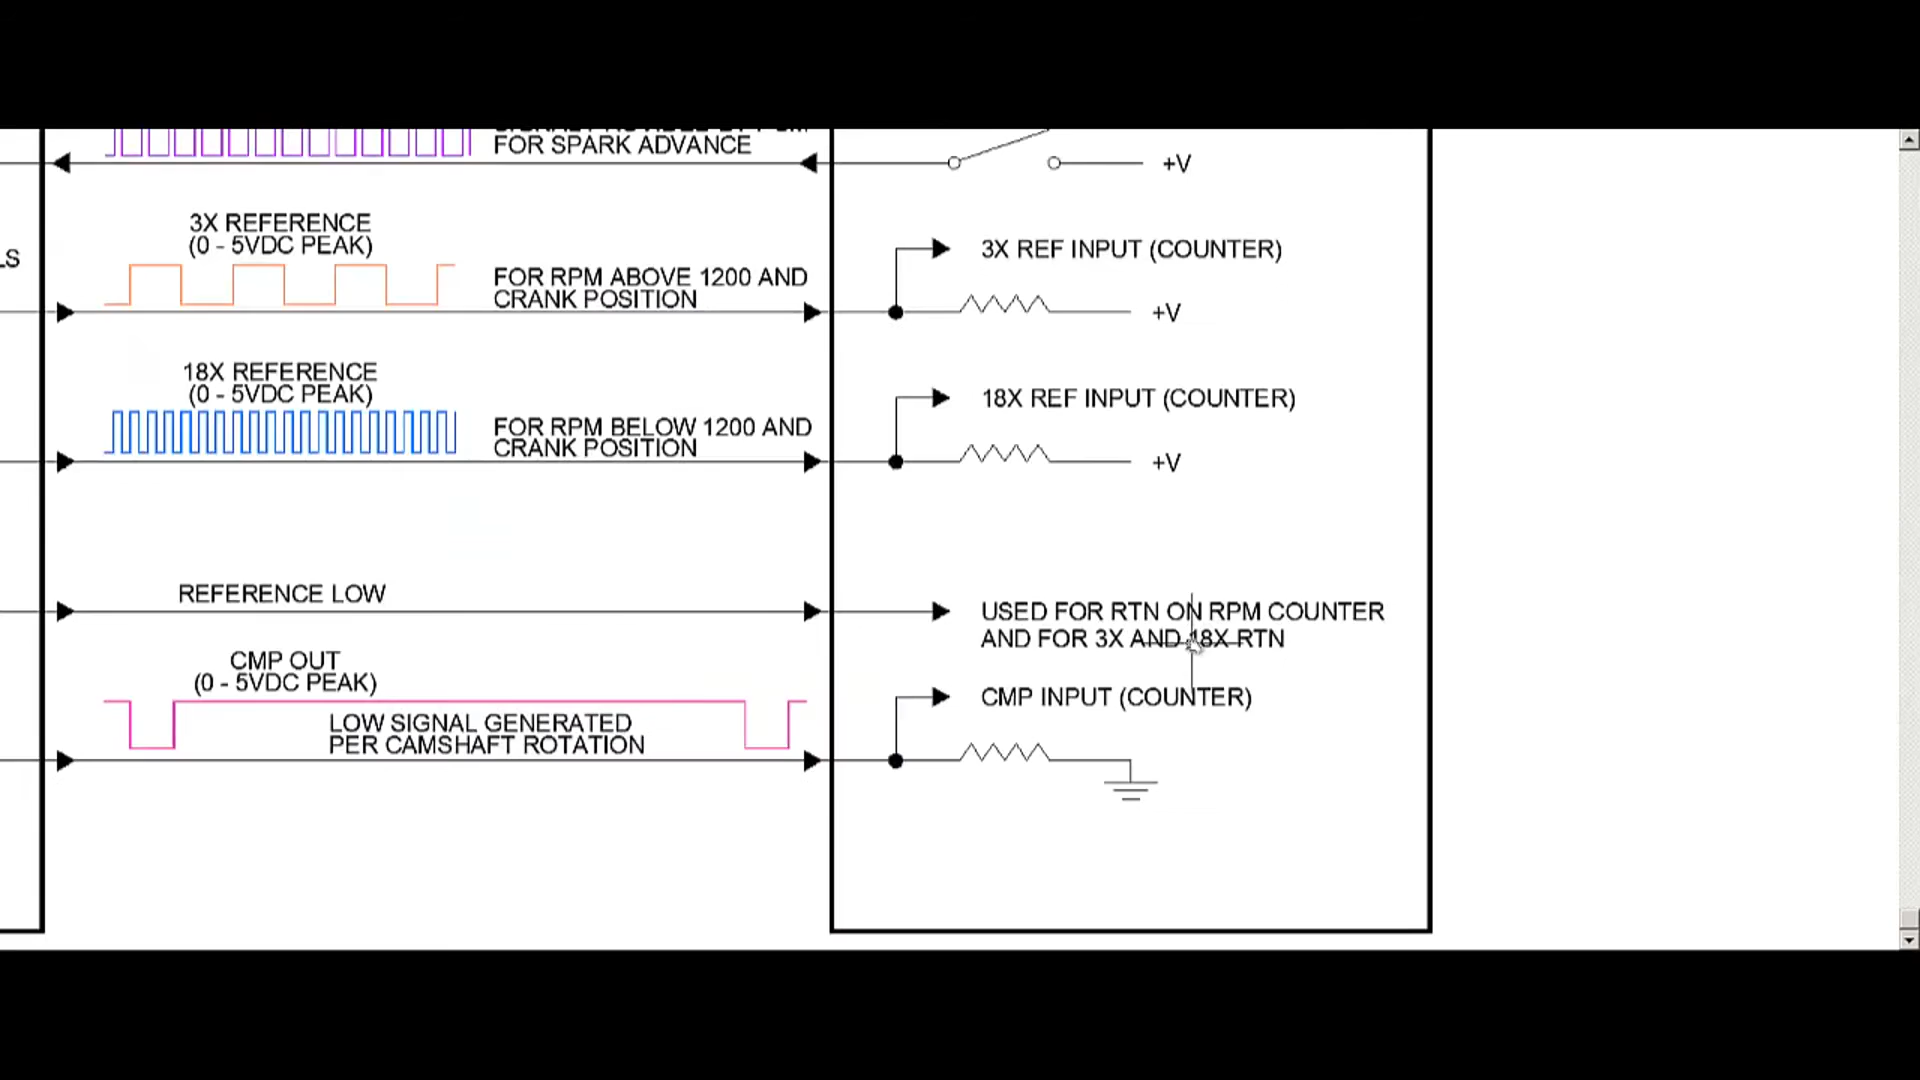 FOR SPARK ADVANCE
+V
3X REFERENCE
(0 - 5VDC PEAK)
LS
FOR RPM ABOVE 1200 AND
CRANK POSITION
3X REF INPUT (COUNTER)
+V
18X REFERENCE
(0 - 5VDC PEAK)
FOR RPM BELOW 1200 AND
CRANK POSITION
18X REF INPUT (COUNTER)
+V
REFERENCE LOW
USED FOR RTN ON RPM COUNTER
AND FOR 3X AND 18X RTN
CMP OUT
(0 - 5VDC PEAK)
LOW SIGNAL GENERATED
PER CAMSHAFT ROTATION
CMP INPUT (COUNTER)